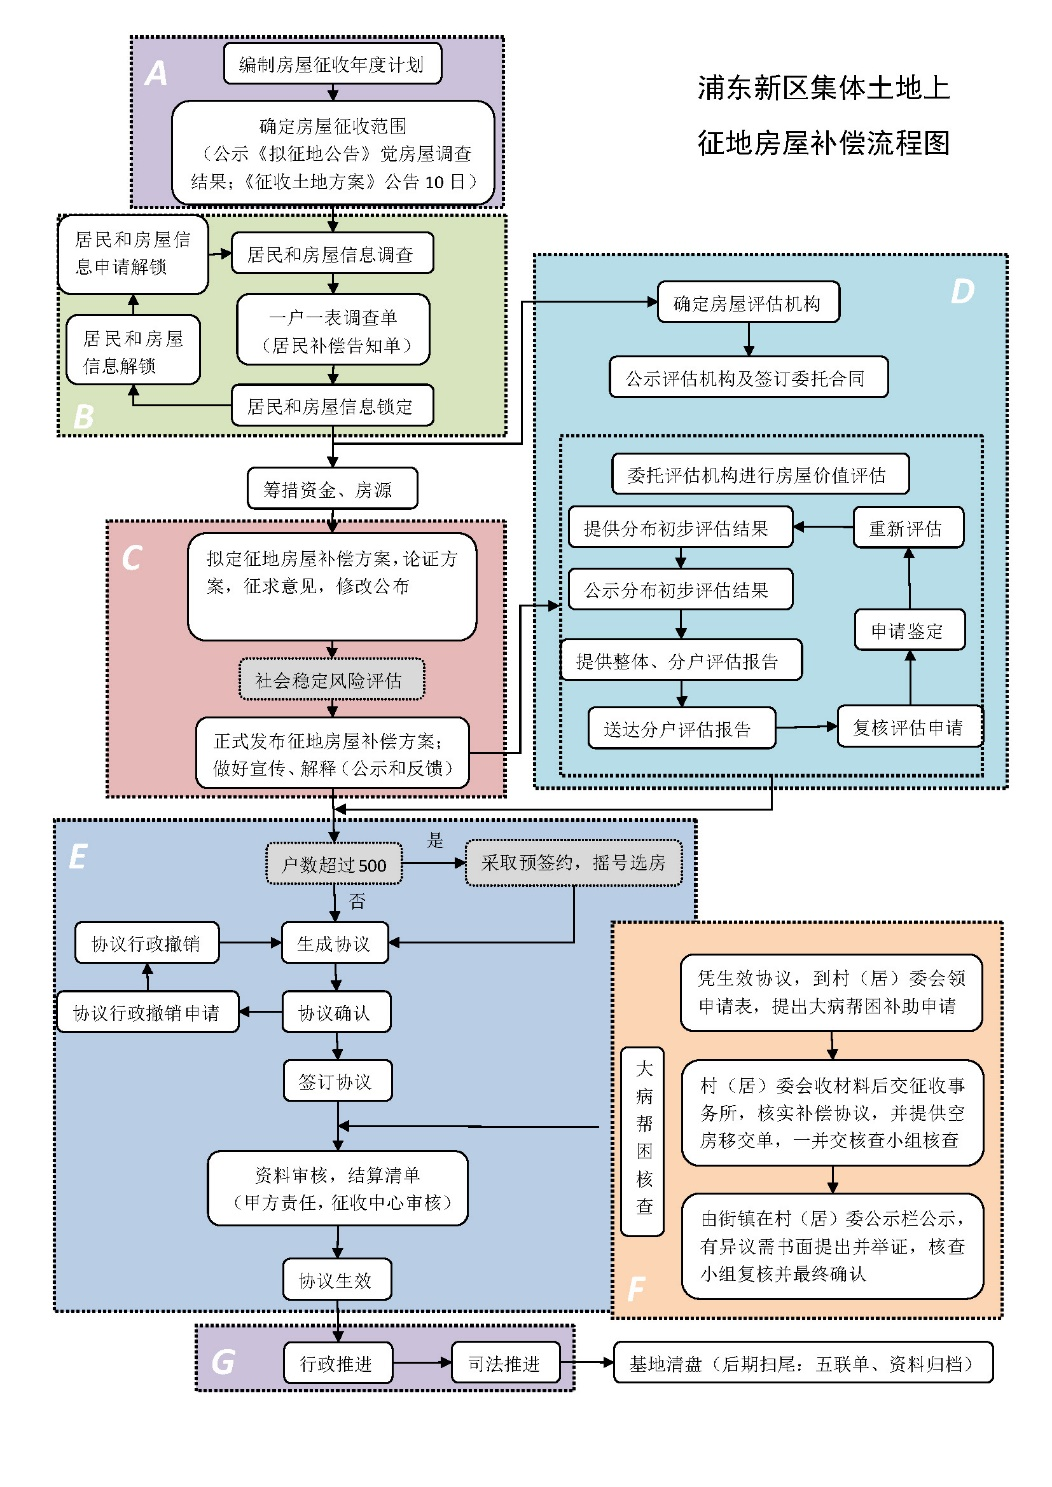 浦东新区集体土地上
征地房屋补偿流程图
A
编制房屋征收年度计划
确定房屋征收范围
（公示《拟征地公告》觉房屋调查
结果；《征收土地方案》公告10日）
B
居民和房屋信
息申请解锁
居民和房屋信息调查
一户一表调查单
（居民补偿告知单）
居民和房屋
信息解锁
居民和房屋信息锁定
筹措资金、房源
C
拟定征地房屋补偿方案，论证方
案，征求意见，修改公布
社会稳定风险评估
正式发布征地房屋补偿方案；
做好宣传、解释（公示和反馈）
D
确定房屋评估机构
公示评估机构及签订委托合同
委托评估机构进行房屋价值评估
提供分布初步评估结果
重新评估
公示分布初步评估结果
申请鉴定
提供整体、分户评估报告
送达分户评估报告
复核评估申请
E
户数超过500
是
采取预签约，摇号选房
否
协议行政撤销
生成协议
协议行政撤销申请
协议确认
签订协议
资料审核，结算清单
（甲方责任，征收中心审核）
协议生效
F
大
病
帮
困
核
查
凭生效协议，到村（居）委会领
申请表，提出大病帮困补助申请
村（居）委会收材料后交征收事
务所，核实补偿协议，并提供空
房移交单，一并交核查小组核查
由街镇在村（居）委公示栏公示，
有异议需书面提出并举证，核查
小组复核并最终确认
G
行政推进
司法推进
基地清盘（后期扫尾：五联单、资料归档）